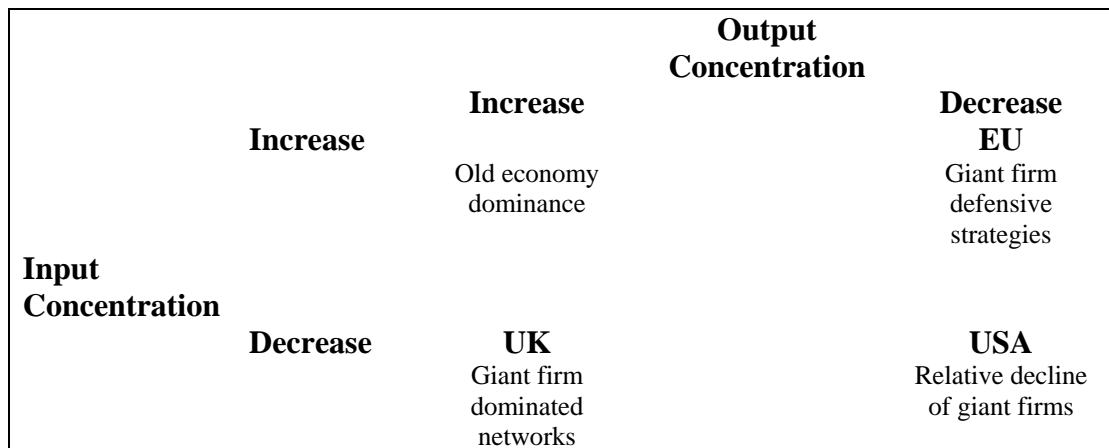 Output
Concentration
Increase Decrease
Increase EU
Old economy Giant firm
dominance defensive
strategies
Input
Concentration
Decrease UK USA
Giant firm Relative decline
dominated of giant firms
networks